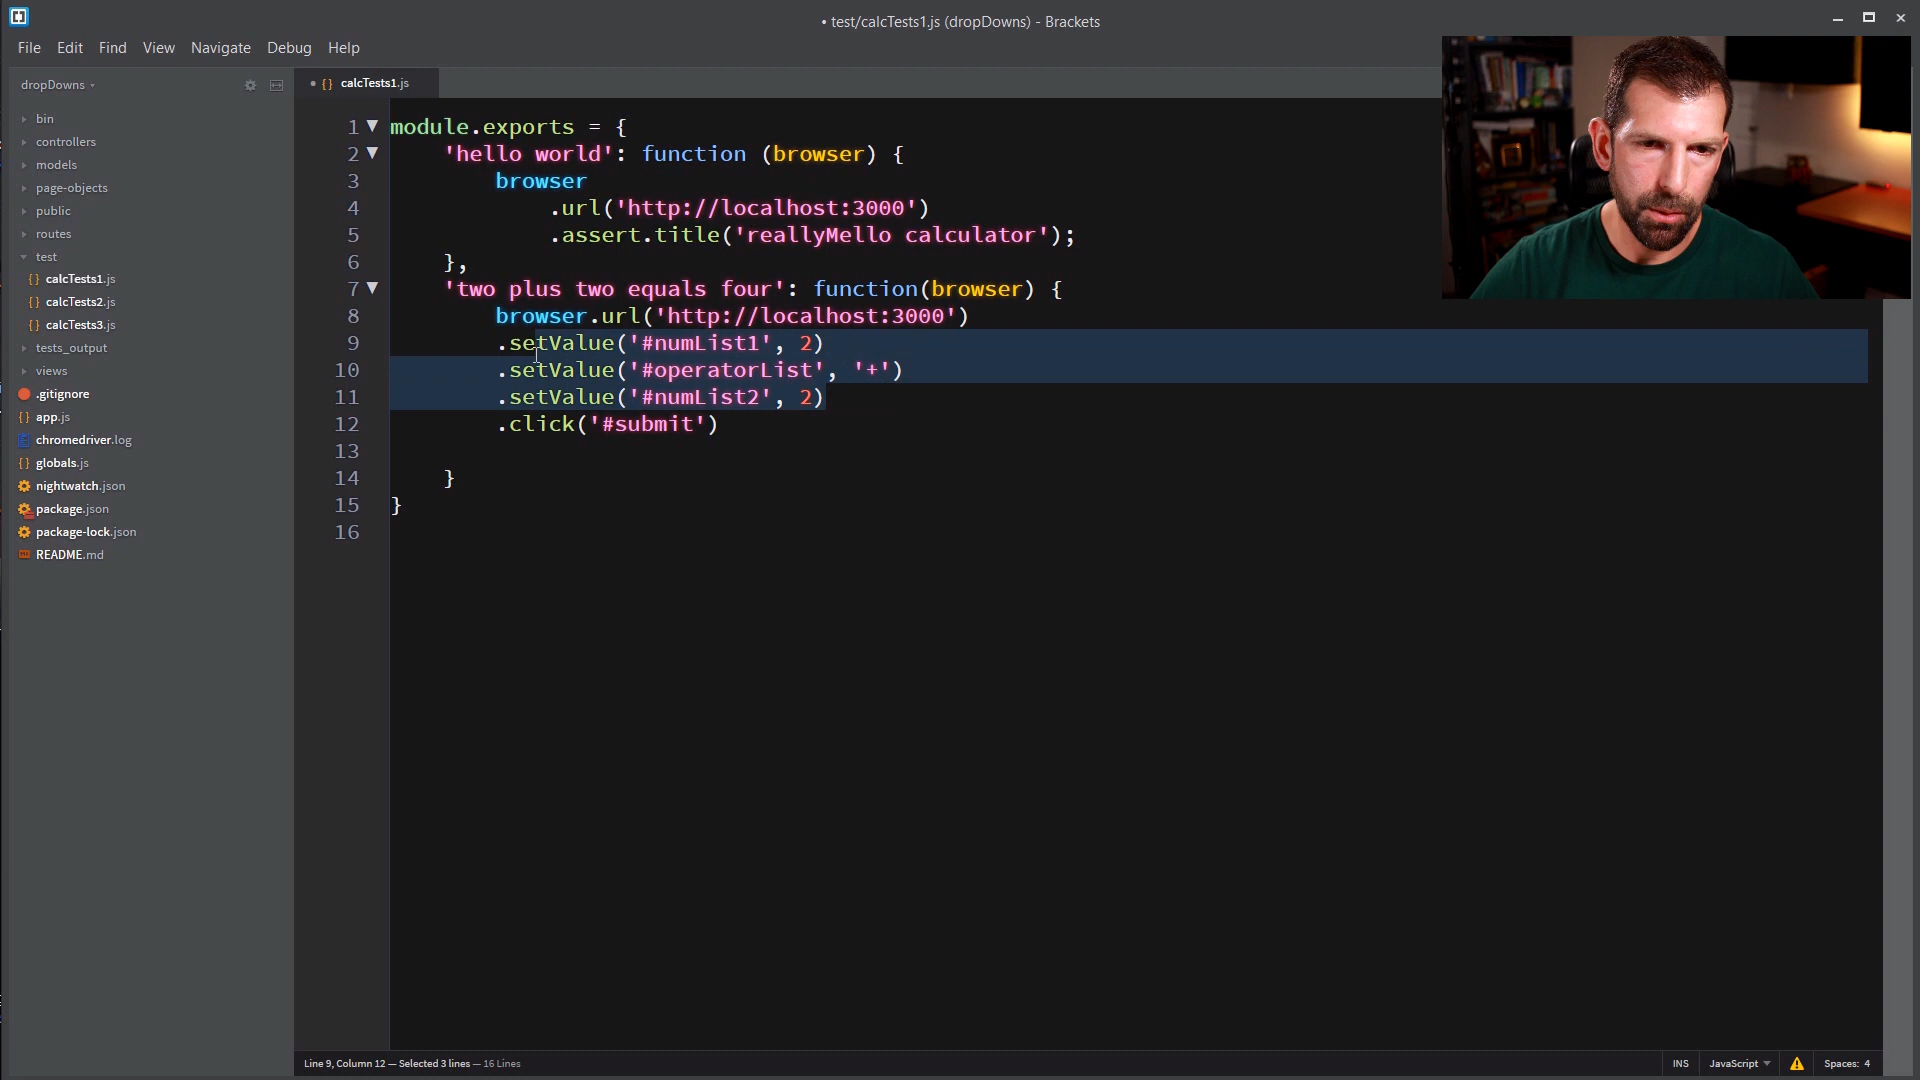 • test/calcTests1.js (dropDowns) - Brackets
File Edit Find View Navigate Debug Help
dropDowns
bin
controllers
models
page-objects
public
routes
test
calcTests1.js
calcTests2.js
calcTests3.js
tests_output
views
.gitignore
app.js
chromedriver.log
globals.js
nightwatch.json
package.json
package-lock.json
README.md
• {} calcTests1.js
1 module.exports = {
2 'hello world': function (browser) {
3 browser
4 .url('http://localhost:3000')
5 .assert.title('reallyMello calculator');
6 },
7 'two plus two equals four': function(browser) {
8 browser.url('http://localhost:3000')
9 .setValue('#numList1', 2)
10 .setValue('#operatorList', '+')
11 .setValue('#numList2', 2)
12 .click('#submit')
13
14 }
15 }
16
Line 9, Column 12 — Selected 3 lines — 16 Lines
INS JavaScript Spaces: 4